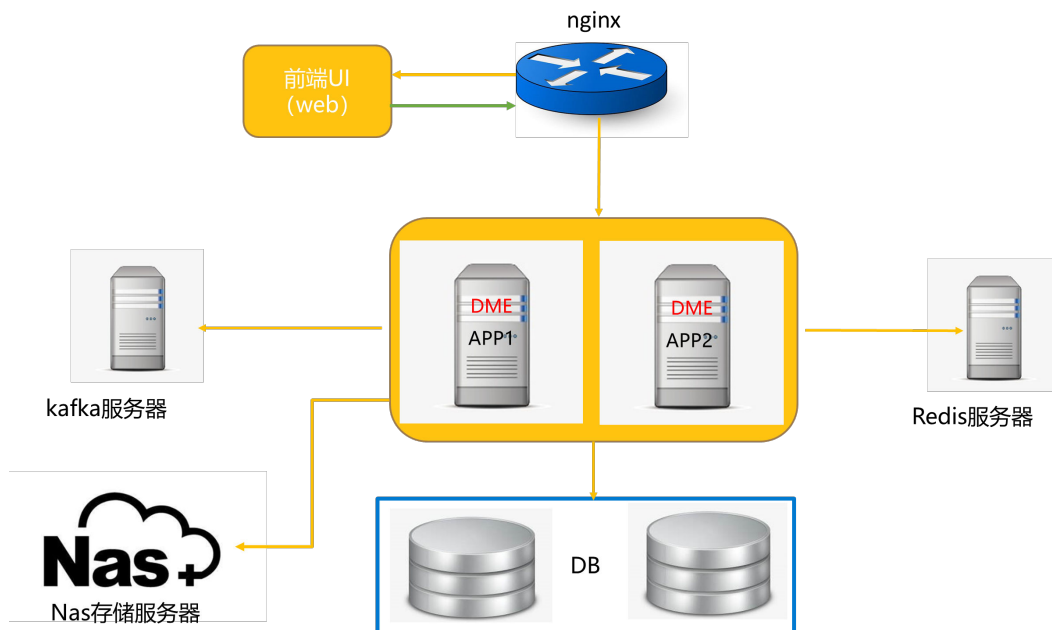 nginx
前端UI
（web）
DME
APP1
DME
APP2
kafka服务器
Redis服务器
Nas
DB
Nas存储服务器